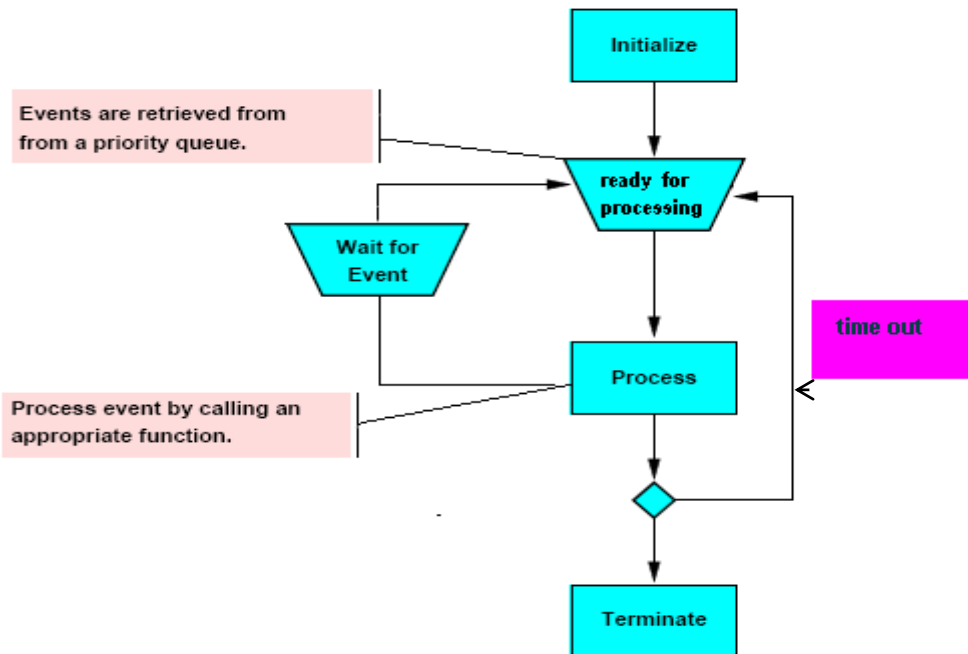 Initialize
Events are retrieved from
from a priority queue.
ready for
processing
Wait for
Event
time out
Process
Process event by calling an
appropriate function.
Terminate